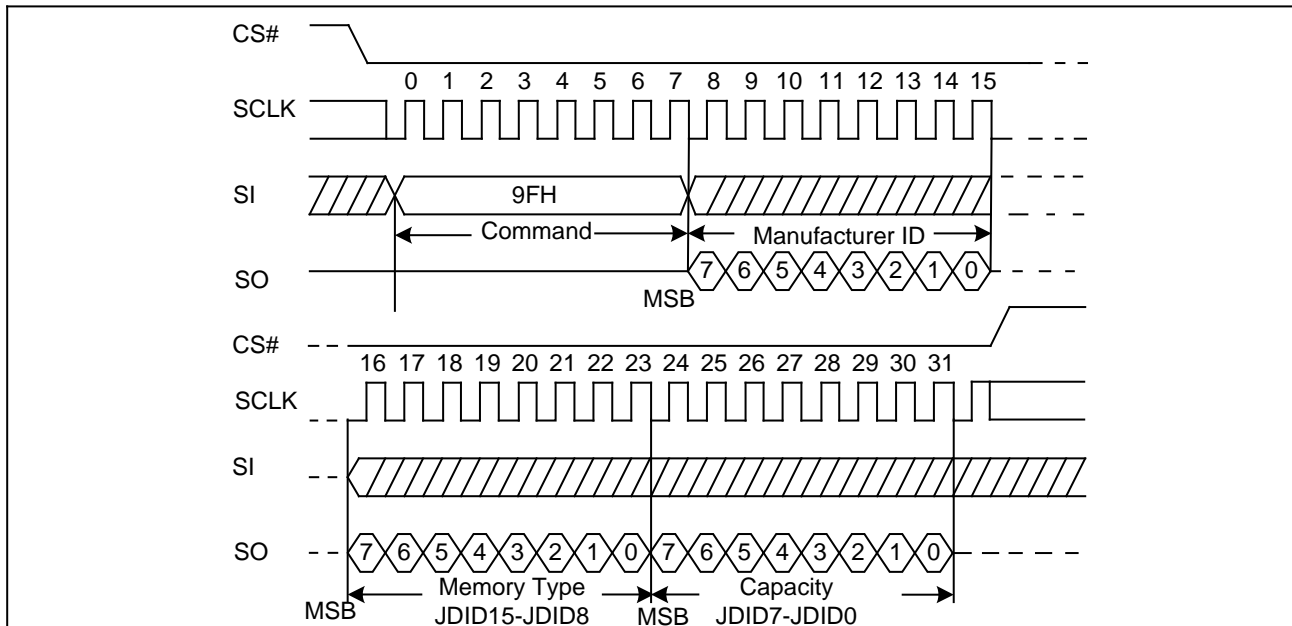 CS#
0 1 2 3 4 5 6 7 8 9 10 11 12 13 14 15
SCLK
SI
9FH
Command
Manufacturer ID
SO
7 6 5 4 3 2 1 0
MSB
CS#
16 17 18 19 20 21 22 23 24 25 26 27 28 29 30 31
SCLK
SI
SO
7 6 5 4 3 2 1 0 7 6 5 4 3 2 1 0
Memory Type Capacity
MSB JDID15-JDID8 MSB JDID7-JDID0